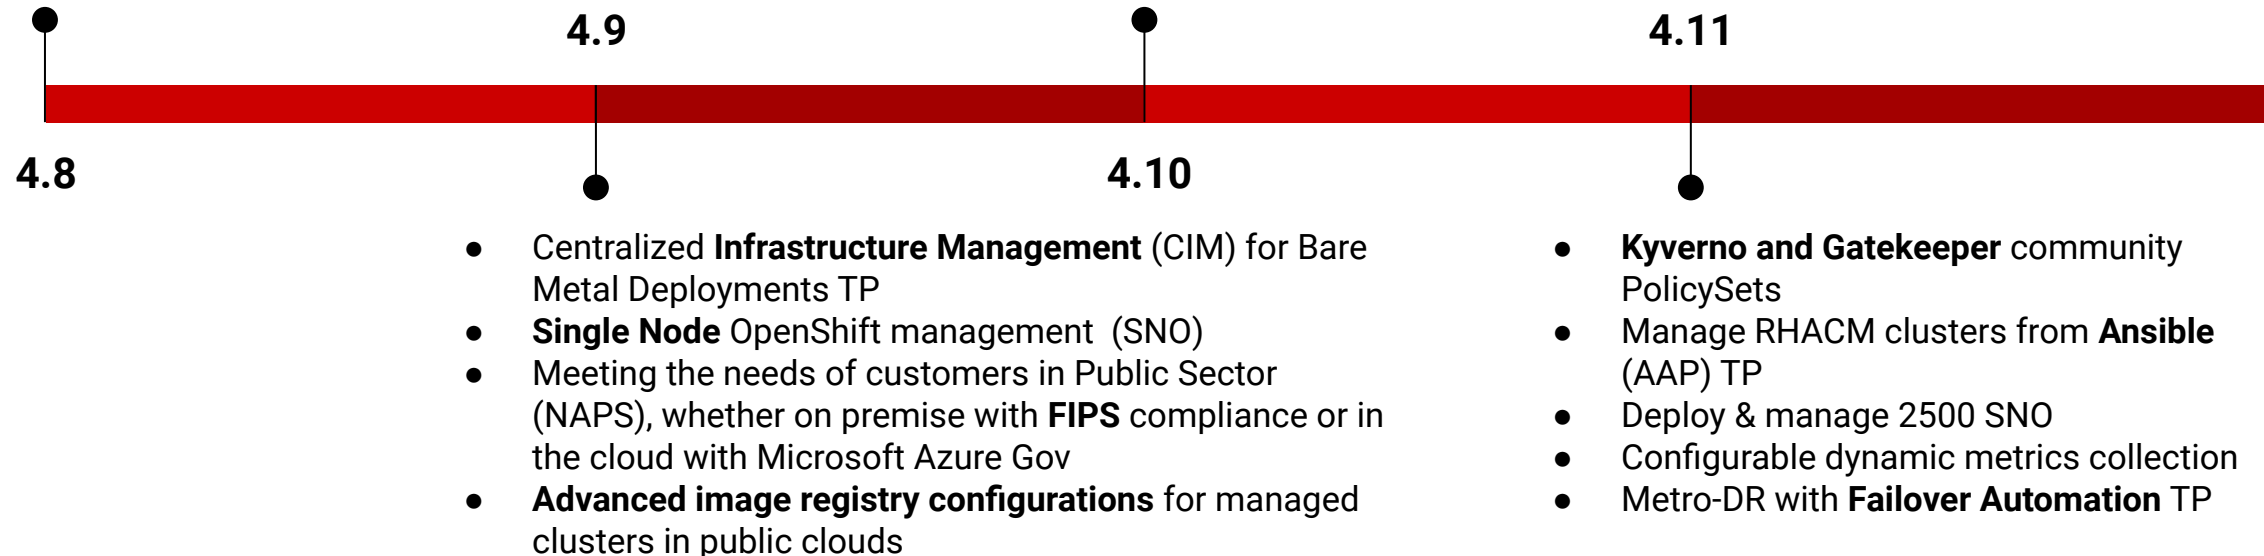 4.9
4.11
4.8
4.10
● Centralized Infrastructure Management (CIM) for Bare
Metal Deployments TP
● Single Node OpenShift management  (SNO)
● Meeting the needs of customers in Public Sector
(NAPS), whether on premise with FIPS compliance or in
the cloud with Microsoft Azure Gov
● Advanced image registry configurations for managed
clusters in public clouds
● Kyverno and Gatekeeper community
PolicySets
● Manage RHACM clusters from Ansible
(AAP) TP
● Deploy & manage 2500 SNO
● Configurable dynamic metrics collection
● Metro-DR with Failover Automation TP